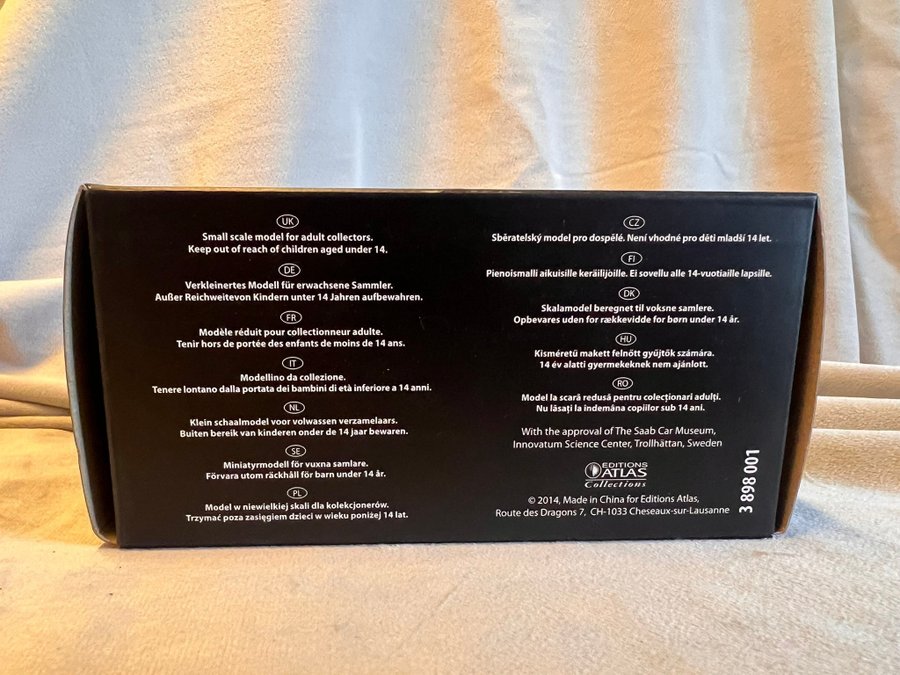 UK
Small scale model for adult collectors.
Keep out of reach of children aged under 14.
DE
Verkleinertes Modell für erwachsene Sammler.
Außer Reichweitevon Kindern unter 14 Jahren aufbewahren.
FR
Modèle réduit pour collectionneur adulte.
Tenir hors de portée des enfants de moins de 14 ans.
IT
Modellino da collezione.
Tenere lontano dalla portata dei bambini di età inferiore a 14 anni.
NL
Klein schaalmodel voor volwassen verzamelaars.
Buiten bereik van kinderen onder de 14 jaar bewaren.
SE
Miniatyrmodell för vuxna samlare.
Förvara utom räckhåll för barn under 14 år.
PL
Model w niewielkiej skali dla kolekcjonerów.
Trzymać poza zasięgiem dzieci w wieku poniżej 14 lat.
CZ
Sběratelský model pro dospělé. Není vhodné pro děti mladší 14 let.
FI
Pienoismalli aikuisille keräilijöille. Ei sovellu alle 14-vuotiaille lapsille.
DK
Skalamodel beregnet til voksne samlere.
Opbevares uden for rækkevidde for børn under 14 år.
HU
Kisméretű makett felnőtt gyűjtők számára.
14 év alatti gyermekeknek nem ajánlott.
RO
Model la scară redusă pentru colecționari adulți.
Nu lăsați la îndemâna copiilor sub 14 ani.
With the approval of The Saab Car Museum,
Innovatum Science Center, Trollhättan, Sweden
EDITIONS
ATLAS
Collections
© 2014, Made in China for Editions Atlas,
Route des Dragons 7, CH-1033 Cheseaux-sur-Lausanne
3 898 001